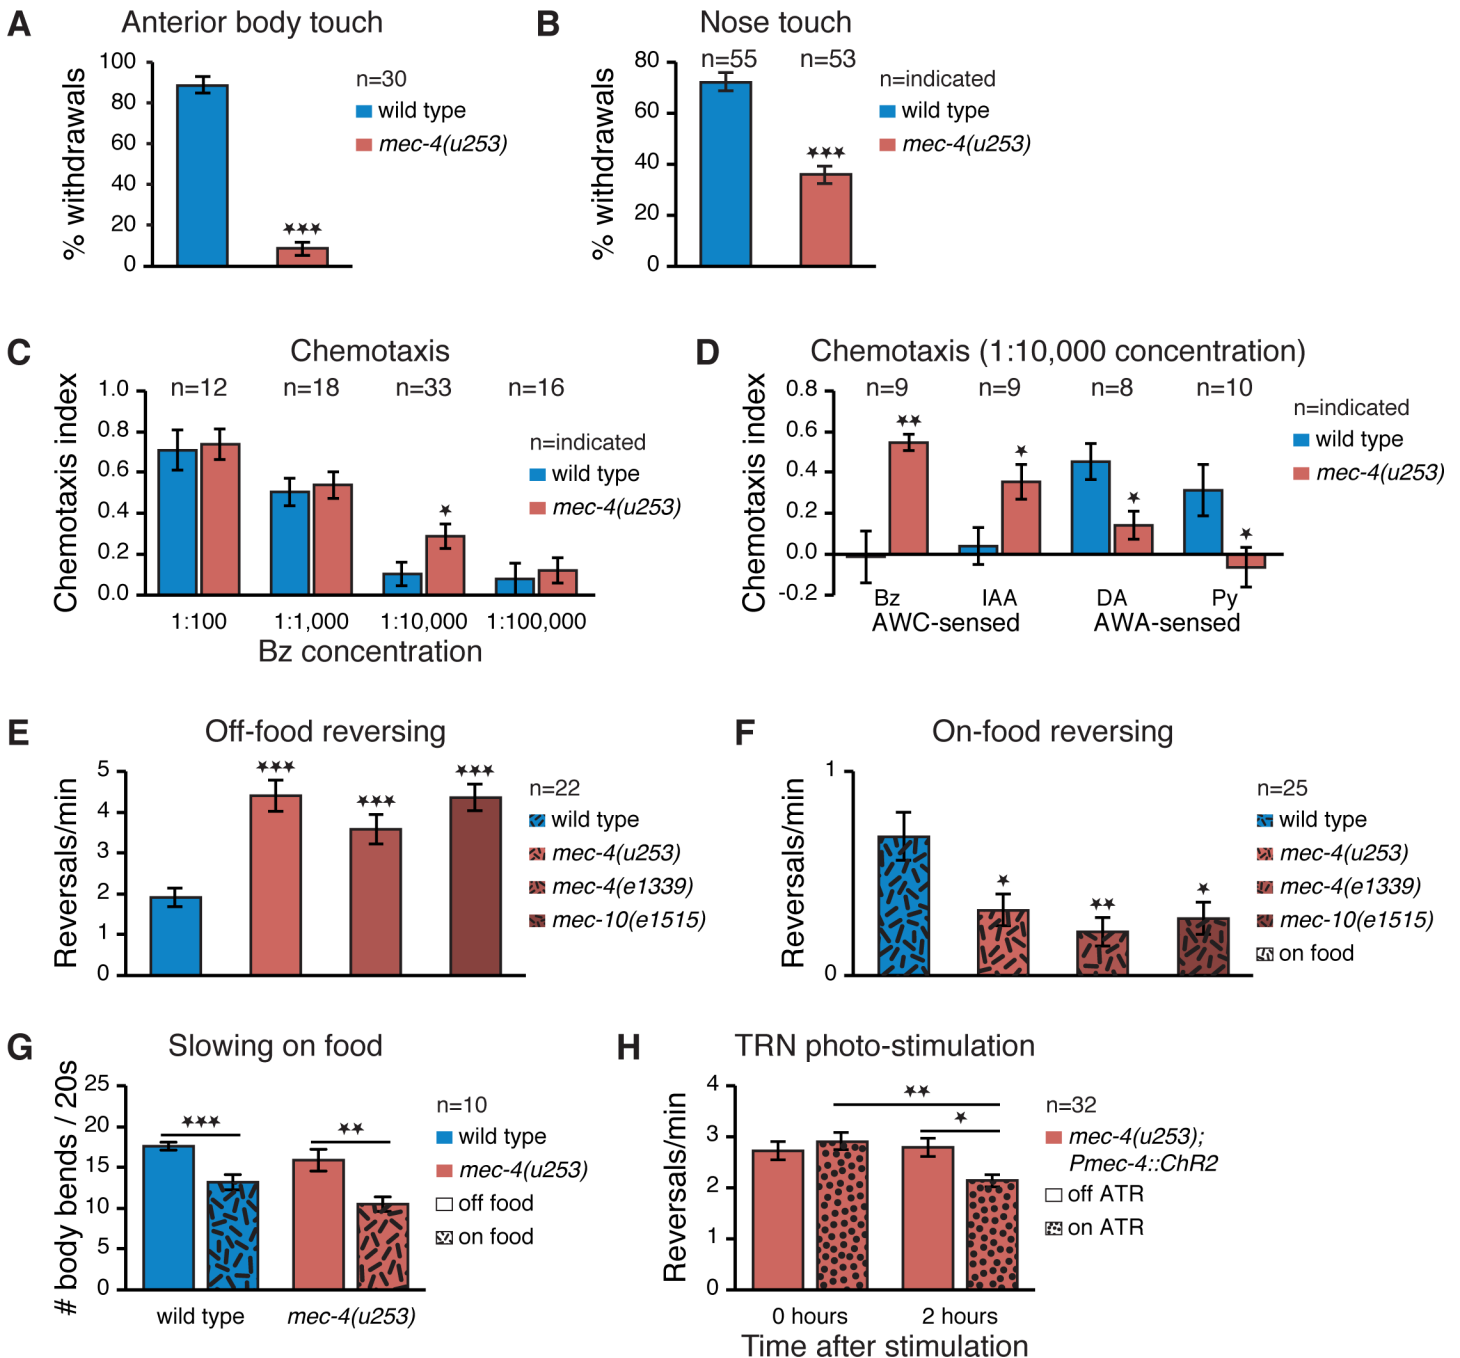 A Anterior body touch
% withdrawals
100
80
60
40
20
0
★★★
n=30
wild type
mec-4(u253)
B Nose touch
% withdrawals
80
60
40
20
0
n=55 n=53
★★★
n=indicated
wild type
mec-4(u253)
C Chemotaxis
Chemotaxis index
1.0
0.8
0.6
0.4
0.2
0.0
n=12 n=18 n=33 n=16
★
n=indicated
wild type
mec-4(u253)
1:100 1:1,000 1:10,000 1:100,000
Bz concentration
D Chemotaxis (1:10,000 concentration)
Chemotaxis index
0.8
0.6
0.4
0.2
0.0
-0.2
n=9 n=9 n=8 n=10
★★ ★ ★ ★
n=indicated
wild type
mec-4(u253)
Bz IAA DA Py
AWC-sensed AWA-sensed
E Off-food reversing
Reversals/min
5
4
3
2
1
0
★★★ ★★★ ★★★
n=22
wild type
mec-4(u253)
mec-4(e1339)
mec-10(e1515)
F On-food reversing
Reversals/min
1
0
★ ★★ ★
n=25
wild type
mec-4(u253)
mec-4(e1339)
mec-10(e1515)
on food
G Slowing on food
# body bends / 20s
25
20
15
10
5
0
★★★ ★★
n=10
wild type
mec-4(u253)
off food
on food
wild type mec-4(u253)
H TRN photo-stimulation
Reversals/min
4
3
2
1
0
★★
★
n=32
mec-4(u253);
Pmec-4::ChR2
off ATR
on ATR
0 hours 2 hours
Time after stimulation